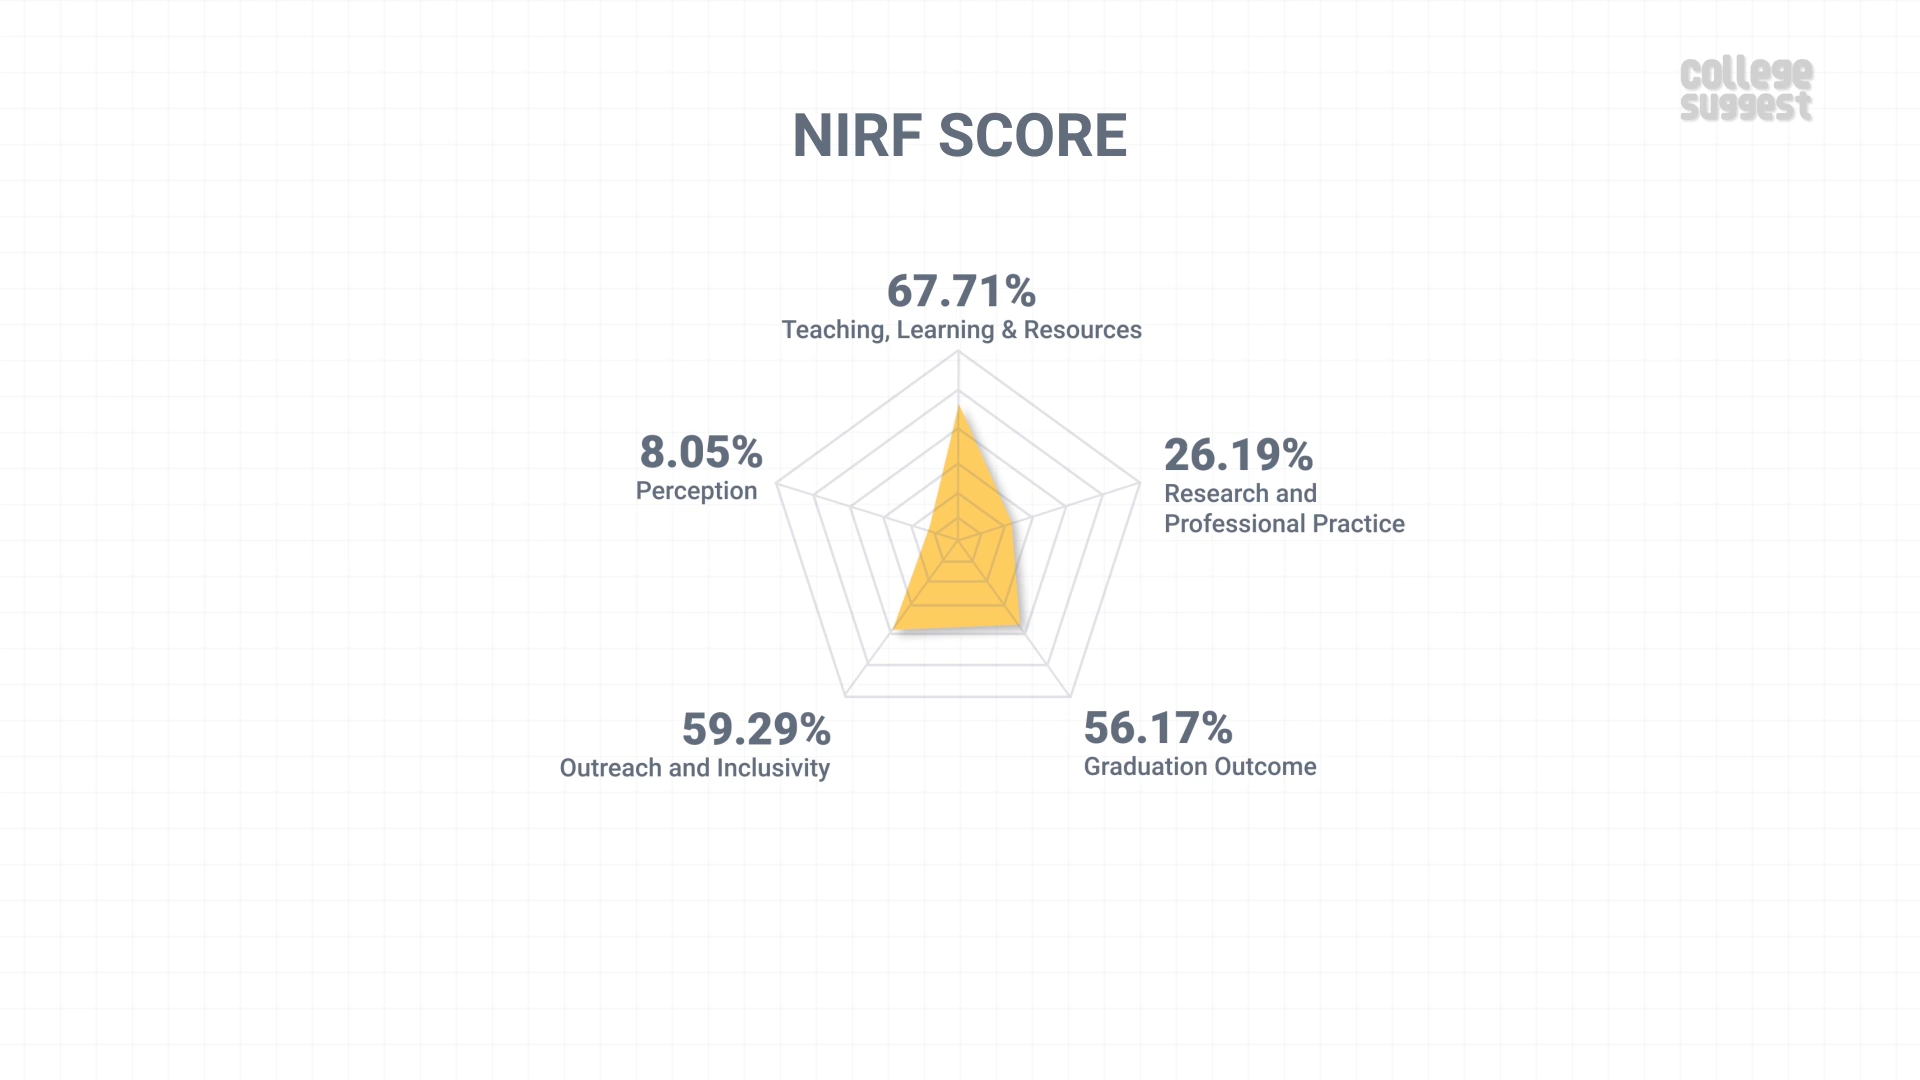 college
suggest
NIRF SCORE
67.71%
Teaching, Learning & Resources
8.05%
Perception
26.19%
Research and
Professional Practice
59.29%
Outreach and Inclusivity
56.17%
Graduation Outcome